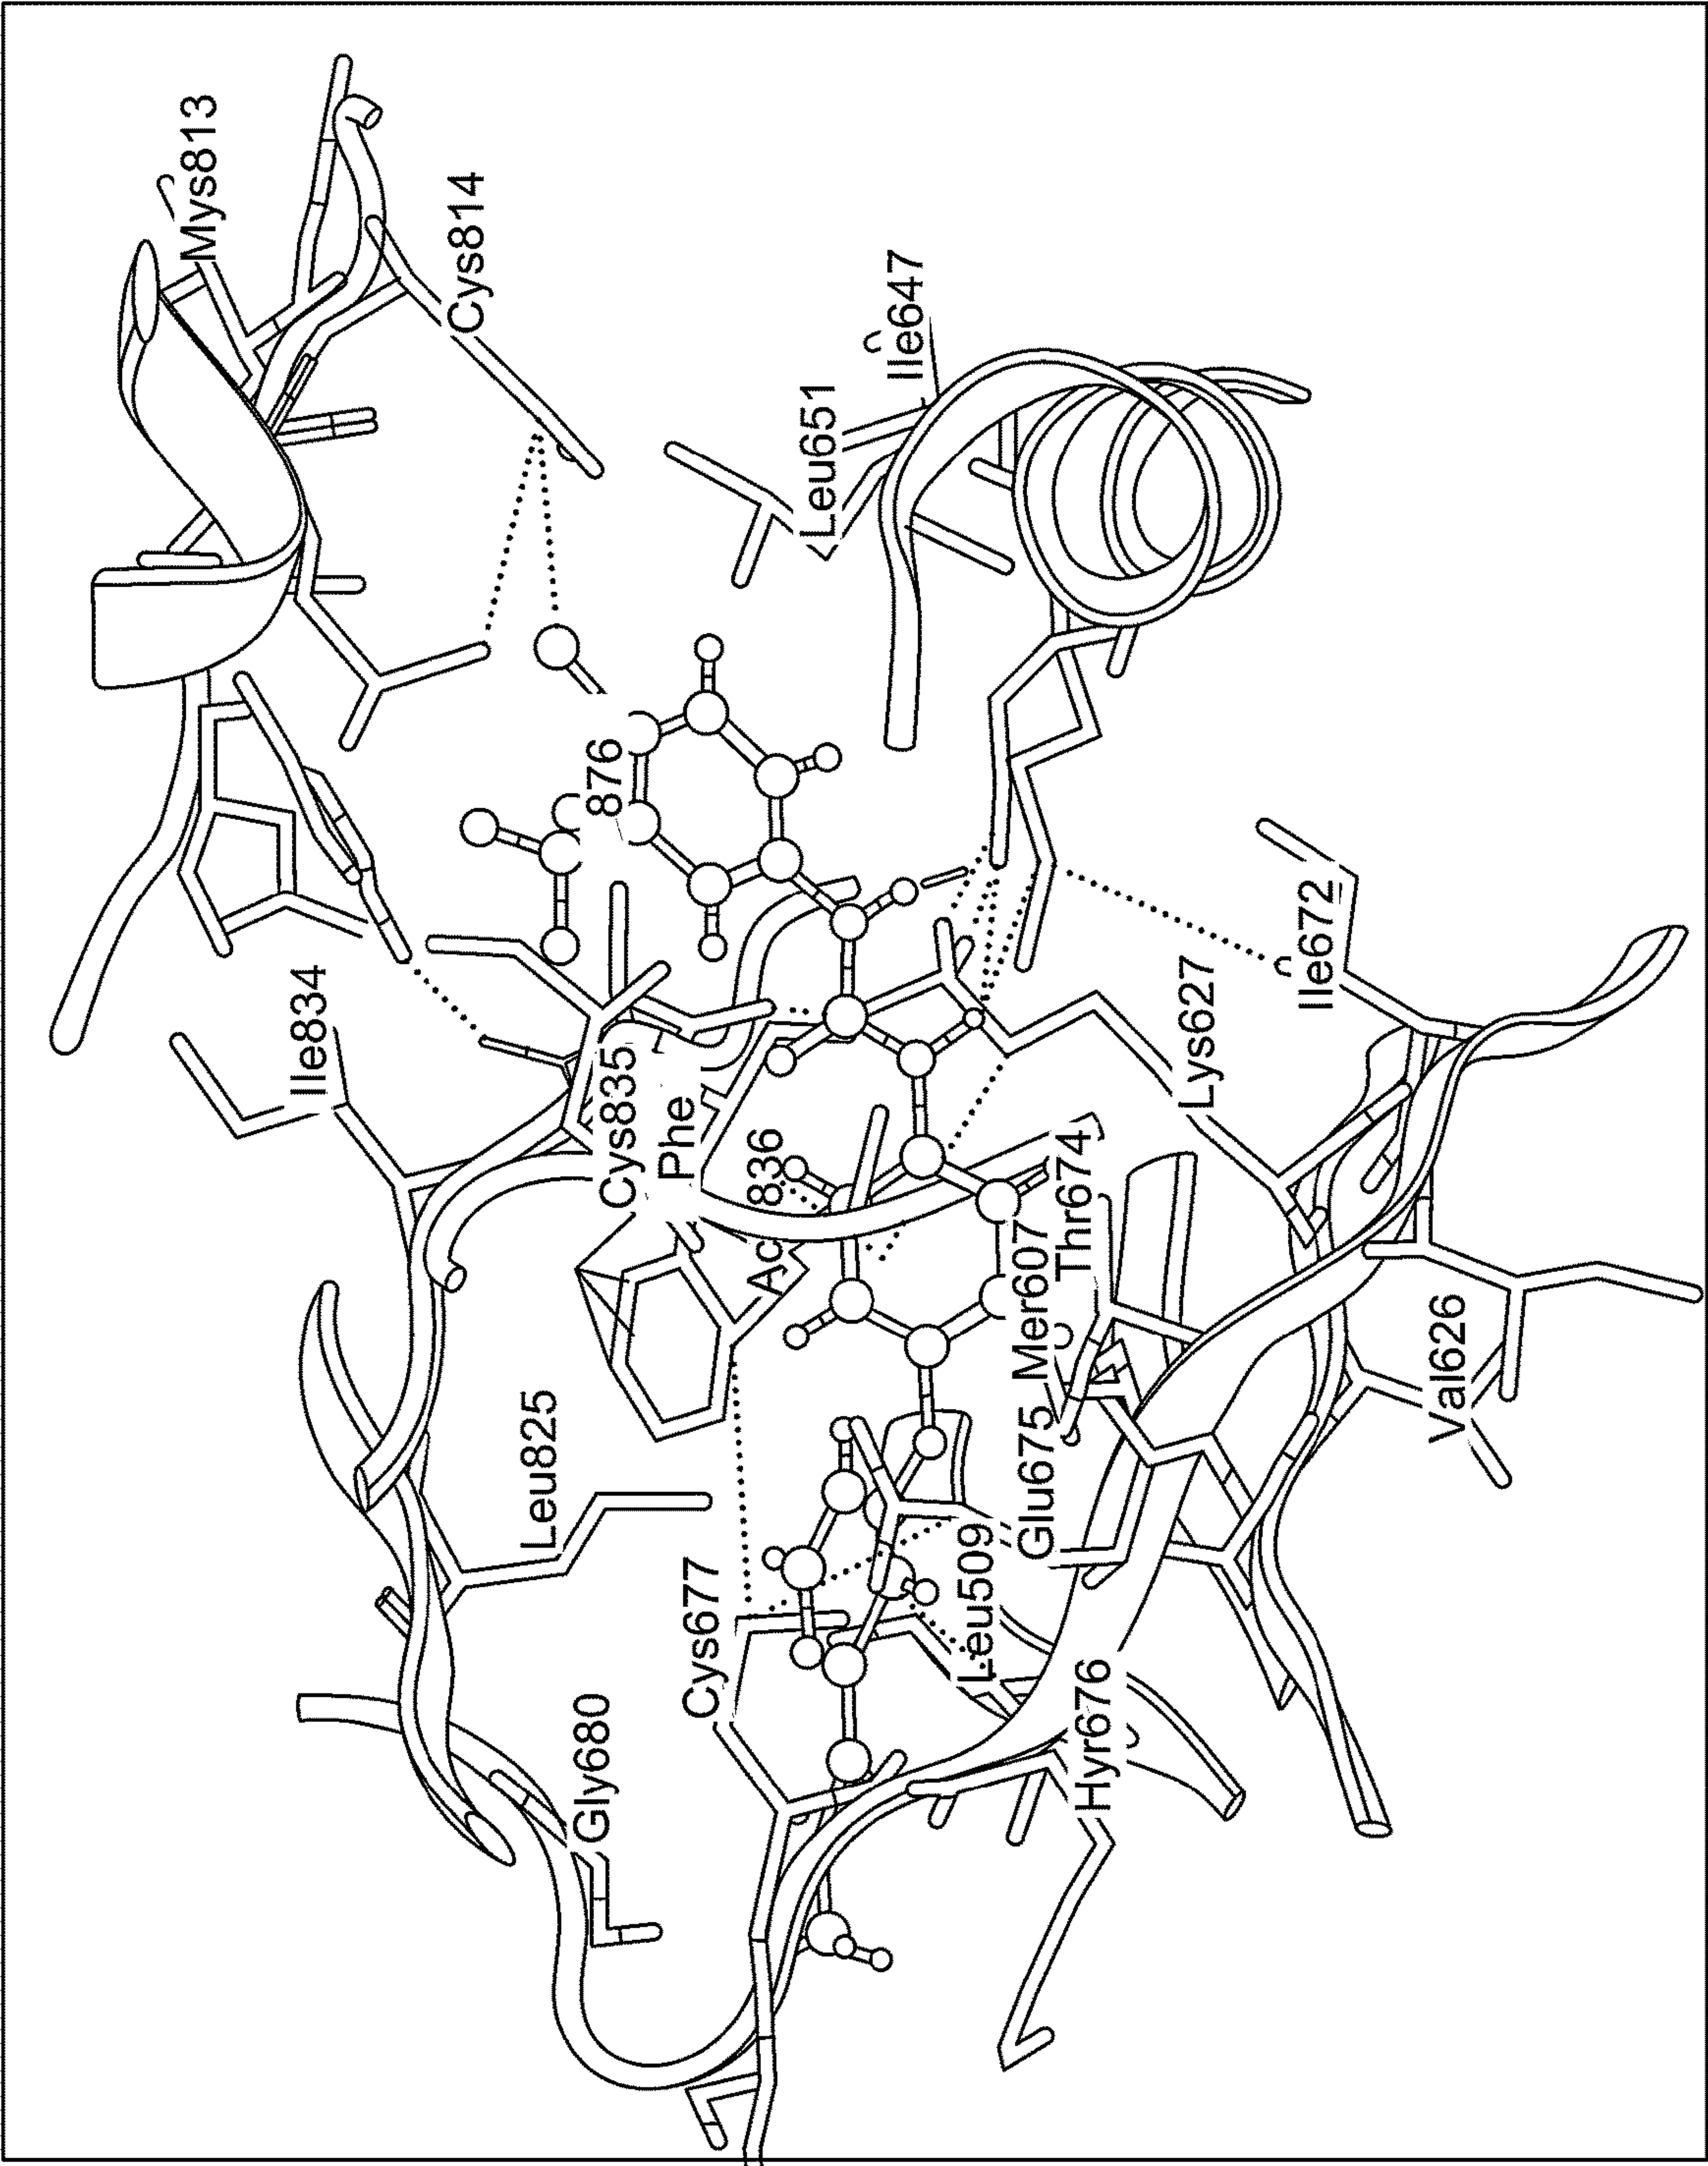 Mys813
Cys814
Ile647
Leu651
876
Ile672
Ile834
Lys627
Cys835
Phe
Ac 836
Thr674
Mer607
Val626
Leu825
Glu675
Leu509
Cys677
Hyr676
Gly680